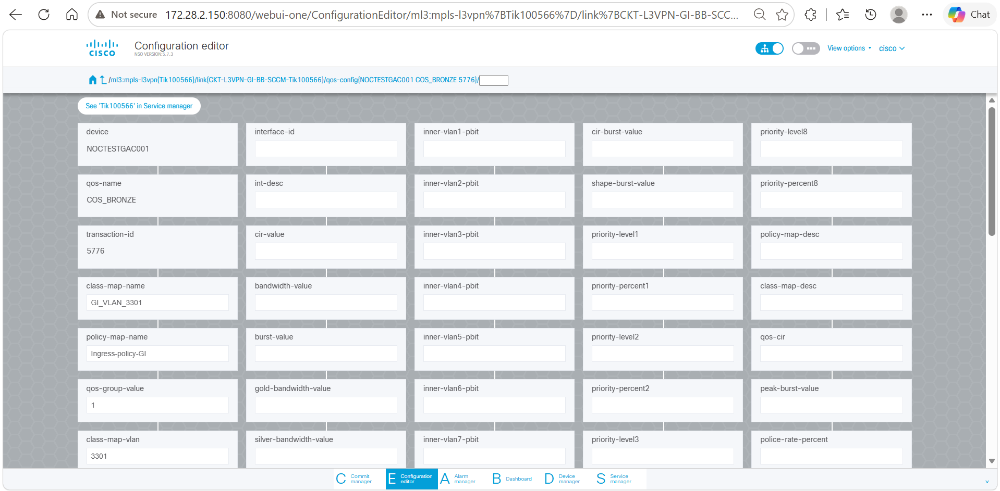 Not secure 172.28.2.150:8080/webui-one/ConfigurationEditor/ml3:mpls-l3vpn%7BTik100566%7D/link%7BCKT-L3VPN-GI-BB-SCC... Chat
CISCO
Configuration editor
NSO VERSION:5.7.3
View options
cisco
/ml3:mpls-l3vpn{Tik100566}/link{CKT-L3VPN-GI-BB-SCCM-Tik100566}/qos-config{NOCTESTGAC001 COS_BRONZE 5776}/
See 'Tik100566' in Service manager
device interface-id inner-vlan1-pbit cir-burst-value priority-level8
NOCTESTGAC001
qos-name int-desc inner-vlan2-pbit shape-burst-value priority-percent8
COS_BRONZE
transaction-id cir-value inner-vlan3-pbit priority-level1 policy-map-desc
5776
class-map-name bandwidth-value inner-vlan4-pbit priority-percent1 class-map-desc
GI_VLAN_3301
policy-map-name burst-value inner-vlan5-pbit priority-level2 qos-cir
Ingress-policy-GI
qos-group-value gold-bandwidth-value inner-vlan6-pbit priority-percent2 peak-burst-value
1
class-map-vlan silver-bandwidth-value inner-vlan7-pbit priority-level3 police-rate-percent
3301
C Commit manager
E Configuration editor
A Alarm manager
B Dashboard
D Device manager
S Service manager